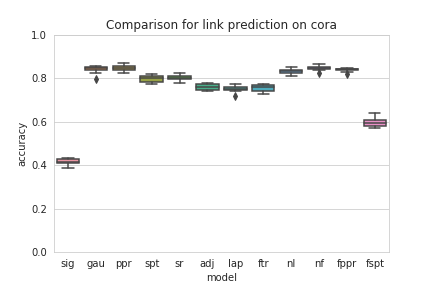 Comparison for link prediction on cora
1.0
0.8
0.6
0.4
0.2
0.0
accuracy
sig gau ppr spt sr adj lap ftr nl nf fppr fspt
model